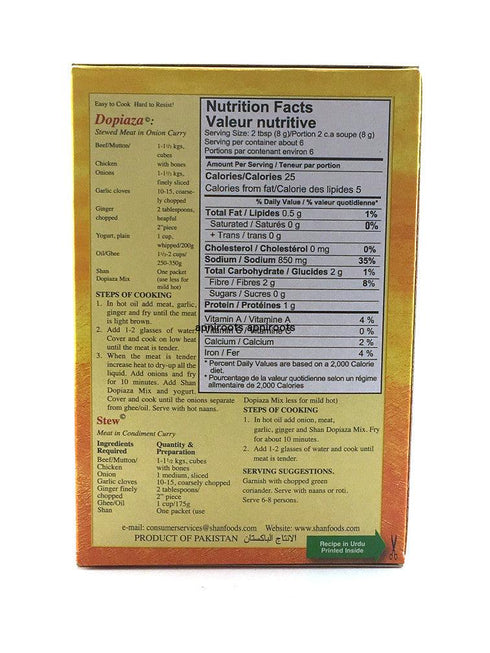 Easy to Cook Hard to Resist!
Dopiaza©:
Stewed Meat in Onion Curry
Beef/Mutton/ 1-1½ kgs,
cubes
Chicken with bones
Onions 1-1½ kgs,
finely sliced
Garlic cloves 10-15, coarse-
ly chopped
Ginger 2 tablespoons,
chopped heapful
2"piece
Yogurt, plain 1 cup,
whipped/200g
Oil/Ghee 1½-2 cups/
250-350g
Shan One packet
Dopiaza Mix (use less for
mild hot)
STEPS OF COOKING
1. In hot oil add meat, garlic,
ginger and fry until the meat
is light brown.
2. Add 1-2 glasses of water.
Cover and cook on low heat
until the meat is tender.
3. When the meat is tender
increase heat to dry-up all the
liquid. Add onions and fry
for 10 minutes. Add Shan
Dopiaza Mix and yogurt.
Cover and cook until the onions separate
from ghee/oil. Serve with hot naans.
Stew©
Meat in Condiment Curry
Ingredients Quantity &
Required Preparation
Beef/Mutton/ 1-1½ kgs, cubes
Chicken with bones
Onion 1 medium, sliced
Garlic cloves 10-15, coarsely chopped
Ginger finely 2 tablespoons/
chopped 2" piece
Ghee/Oil 1 cup/175g
Shan One packet (use
Nutrition Facts
Valeur nutritive
Serving Size: 2 tbsp (8 g)/Portion 2 c.a soupe (8 g)
Serving per container about 6
Portions par contenant environ 6
Amount Per Serving / Teneur par portion
Calories/Calories 25
Calories from fat/Calorie des lipides 5
% Daily Value / % valeur quotidienne*
Total Fat / Lipides 0.5 g 1%
Saturated / Saturés 0 g 0%
+ Trans / trans 0 g
Cholesterol / Cholestérol 0 mg 0%
Sodium / Sodium 850 mg 35%
Total Carbohydrate / Glucides 2 g 1%
Fibre / Fibres 2 g 8%
Sugars / Sucres 0 g
Protein / Protéines 1 g
Vitamin A / Vitamine A 4 %
Vitamin C / Vitamine C 0 %
apniroots apniroots
Calcium / Calcium 2 %
Iron / Fer 4 %
* Percent Daily Values are based on a 2,000 Calorie
diet.
* Pourcentage de la valeur quotidienne selon un régime
alimentaire de 2,000 Calories
Dopiaza Mix less for mild hot)
STEPS OF COOKING
1. In hot oil add onion, meat,
garlic, ginger and Shan Dopiaza Mix. Fry
for about 10 minutes.
2. Add 1-2 glasses of water and cook until
meat is tender.
SERVING SUGGESTIONS.
Garnish with chopped green
coriander. Serve with naans or roti.
Serve 6-8 persons.
e-mail: consumerservices@shanfoods.com Website: www.shanfoods.com
PRODUCT OF PAKISTAN الانتاج الباكستان
Recipe in Urdu
Printed Inside